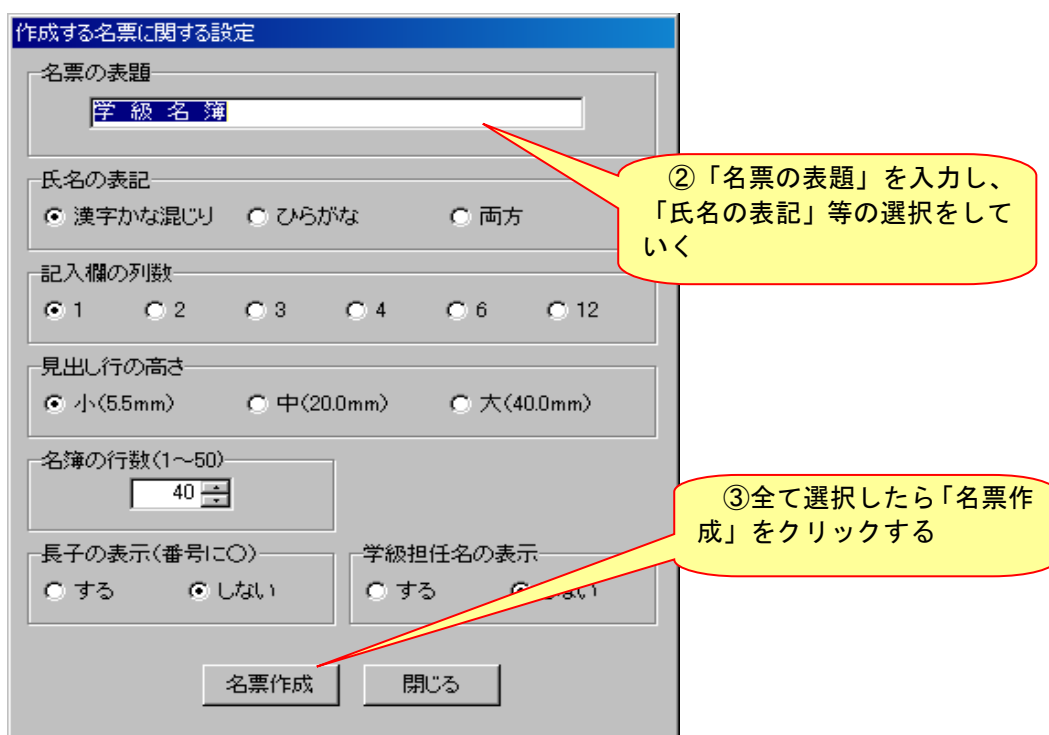 作成する名票に関する設定
名票の表題
学 級 名 簿
②「名票の表題」を入力し、
「氏名の表記」等の選択をして
いく
氏名の表記
漢字かな混じり ひらがな 両方
記入欄の列数
1 2 3 4 6 12
見出し行の高さ
小(5.5mm) 中(20.0mm) 大(40.0mm)
名簿の行数(1～50)
40
③全て選択したら「名票作
成」をクリックする
長子の表示(番号に○) 学級担任名の表示
する しない する しない
名票作成 閉じる